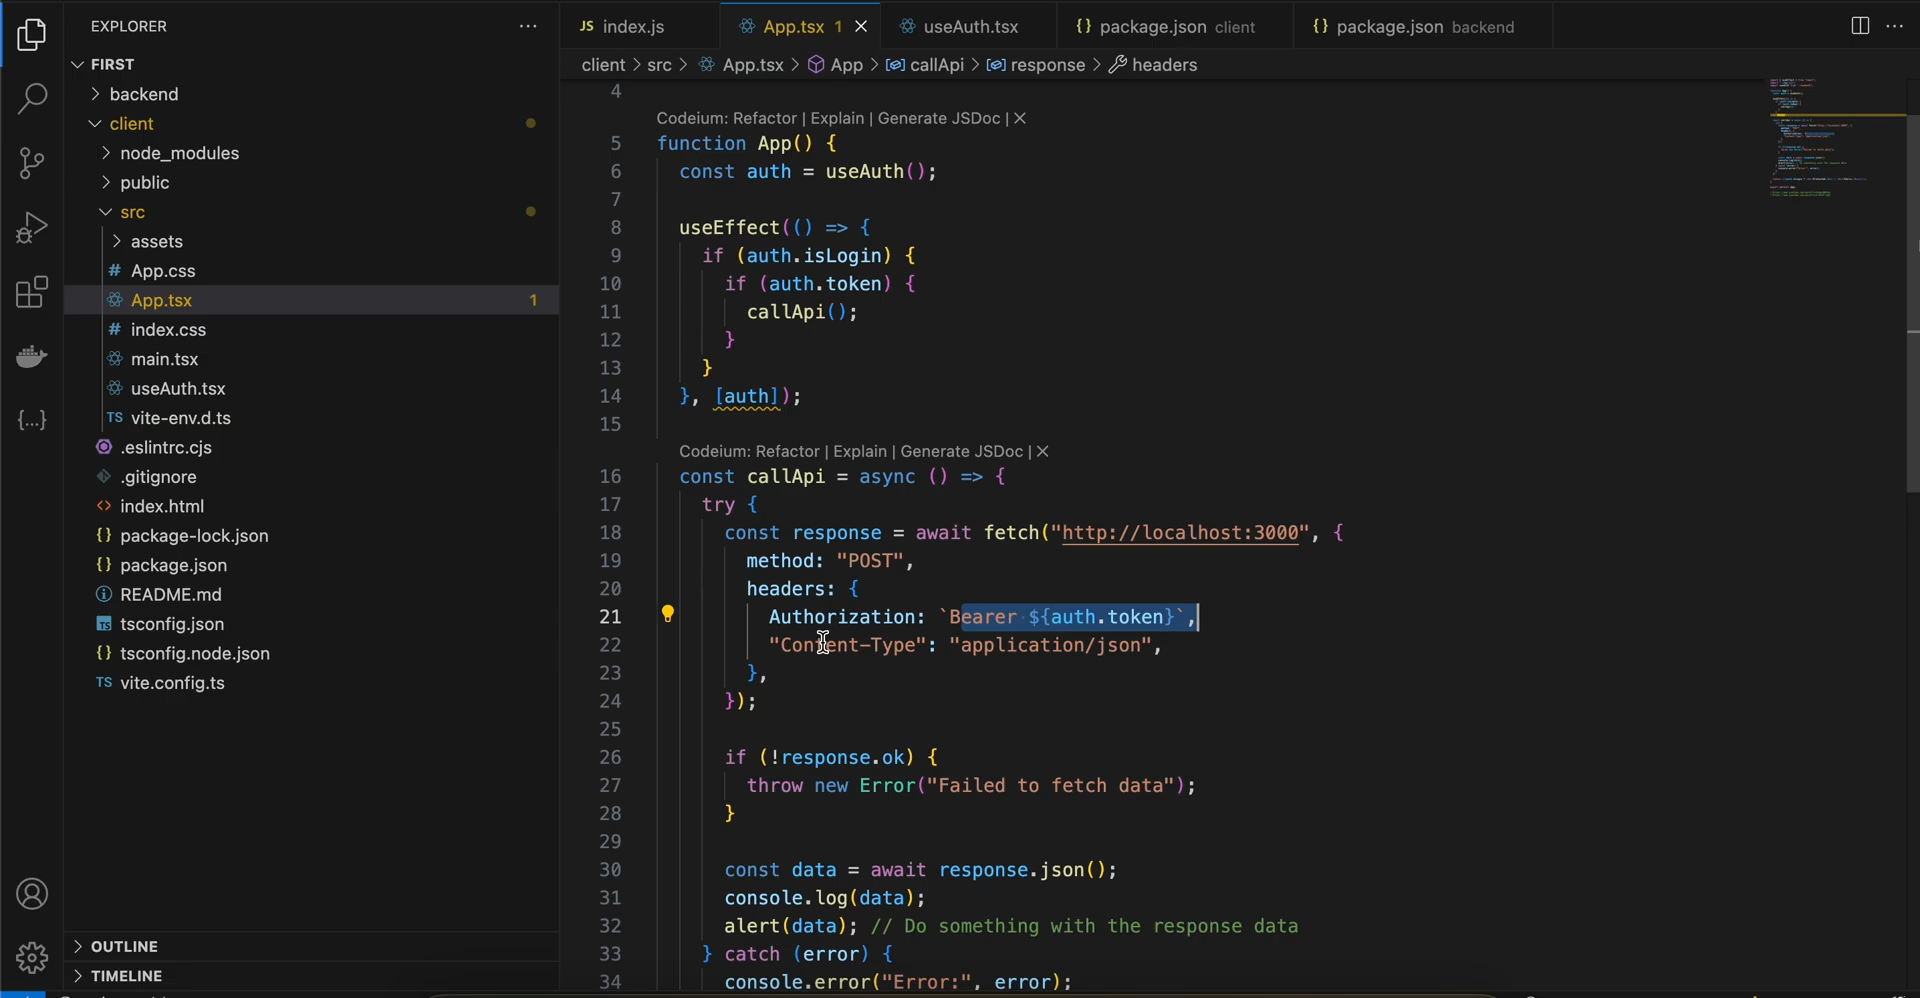 EXPLORER
FIRST
backend
client
node_modules
public
src
assets
# App.css
App.tsx 1
# index.css
main.tsx
useAuth.tsx
TS vite-env.d.ts
.eslintrc.cjs
.gitignore
<> index.html
{} package-lock.json
{} package.json
README.md
TS tsconfig.json
{} tsconfig.node.json
TS vite.config.ts
OUTLINE
TIMELINE
JS index.js
App.tsx 1
useAuth.tsx
{} package.json client
{} package.json backend
client > src > App.tsx > App > callApi > response > headers
4
Codeium: Refactor | Explain | Generate JSDoc | X
5 function App() {
6 const auth = useAuth();
7
8 useEffect(() => {
9 if (auth.isLogin) {
10 if (auth.token) {
11 callApi();
12 }
13 }
14 }, [auth]);
15
Codeium: Refactor | Explain | Generate JSDoc | X
16 const callApi = async () => {
17 try {
18 const response = await fetch("http://localhost:3000", {
19 method: "POST",
20 headers: {
21 Authorization: `Bearer ${auth.token}`,
22 "Content-Type": "application/json",
23 },
24 });
25
26 if (!response.ok) {
27 throw new Error("Failed to fetch data");
28 }
29
30 const data = await response.json();
31 console.log(data);
32 alert(data); // Do something with the response data
33 } catch (error) {
34 console.error("Error:", error);